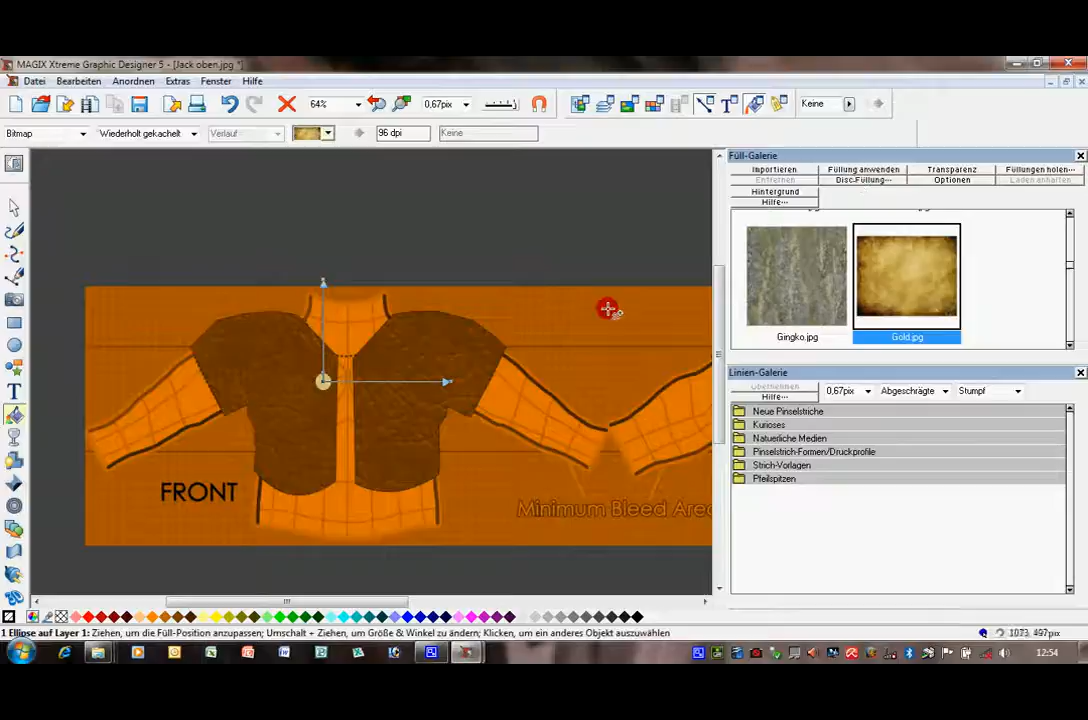 MAGIX Xtreme Graphic Designer 5 - [Jack oben.jpg *]
Datei Bearbeiten Anordnen Extras Fenster Hilfe
64% 0,67pix Keine
Bitmap Wiederholt gekachelt Verlauf 96 dpi Keine
Füll-Galerie
Importieren Füllung anwenden Transparenz Füllungen holen...
Entfernen Disc-Füllung... Optionen Laden anhalten
Hintergrund
Hilfe...
Gingko.jpg Gold.jpg
Linien-Galerie
Übernehmen
Hilfe... 0,67pix Abgeschrägte Stumpf
Neue Pinselstriche
Kurioses
Natuerliche Medien
Pinselstrich-Formen/Druckprofile
Strich-Vorlagen
Pfeilspitzen
FRONT
Minimum Bleed Area
1 Ellipse auf Layer 1: Ziehen, um die Füll-Position anzupassen; Umschalt + Ziehen, um Größe & Winkel zu ändern; Klicken, um ein anderes Objekt auszuwählen
1073, 497pix
12:54